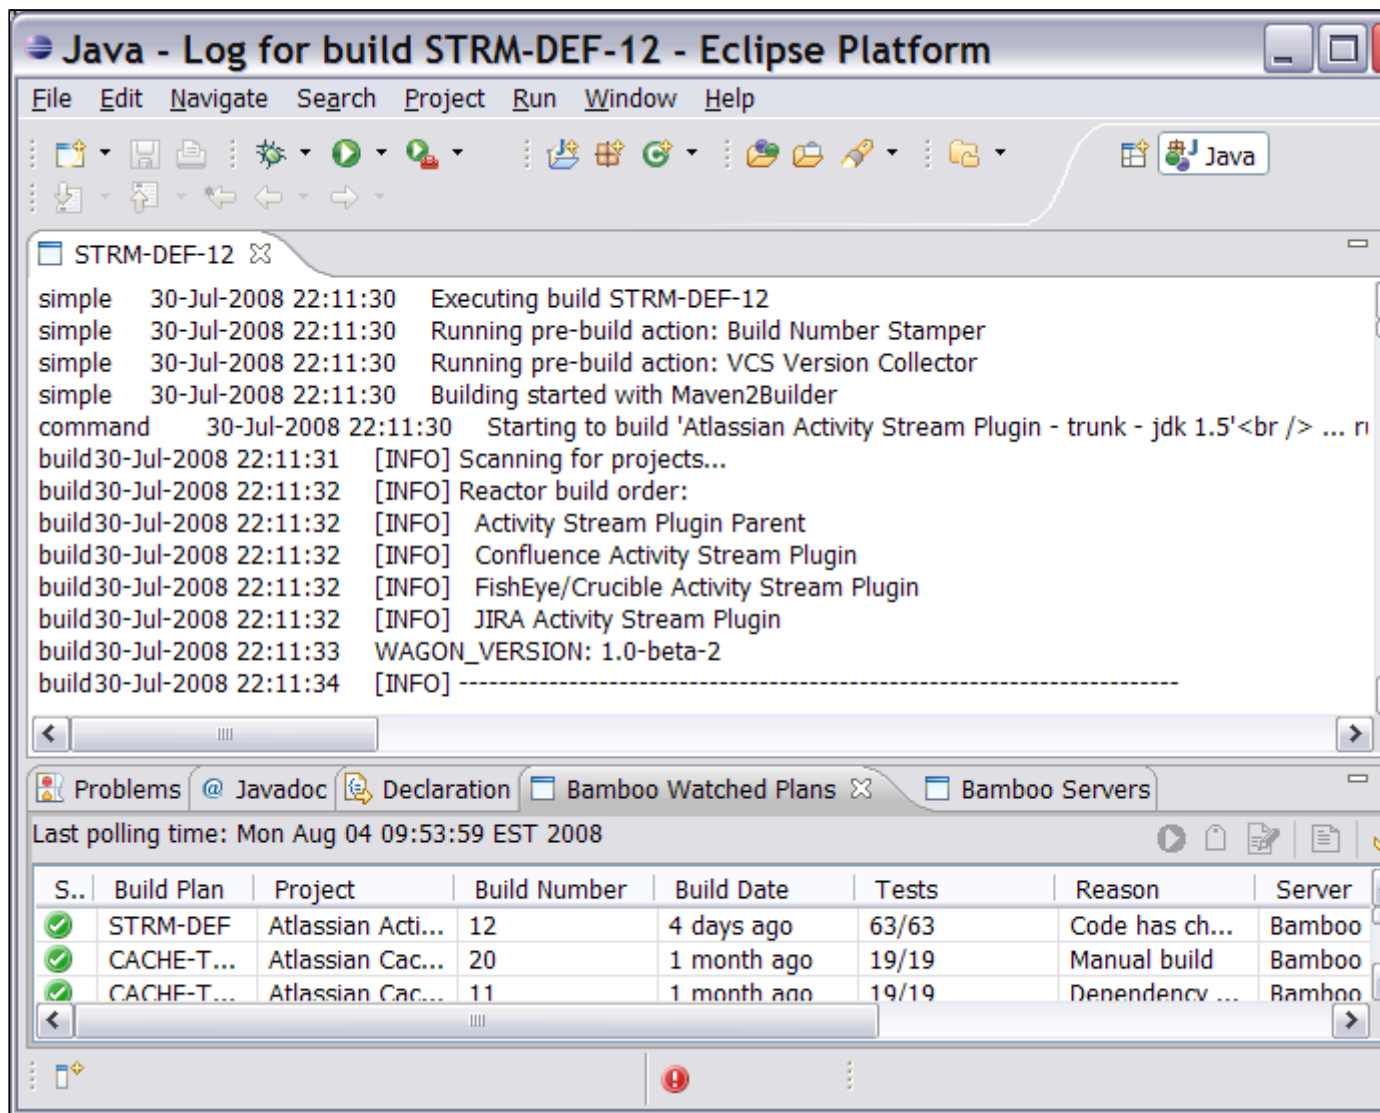 Java - Log for build STRM-DEF-12 - Eclipse Platform
File Edit Navigate Search Project Run Window Help
Java
STRM-DEF-12
simple 30-Jul-2008 22:11:30 Executing build STRM-DEF-12
simple 30-Jul-2008 22:11:30 Running pre-build action: Build Number Stamper
simple 30-Jul-2008 22:11:30 Running pre-build action: VCS Version Collector
simple 30-Jul-2008 22:11:30 Building started with Maven2Builder
command 30-Jul-2008 22:11:30 Starting to build 'Atlassian Activity Stream Plugin - trunk - jdk 1.5'<br /> ...
build30-Jul-2008 22:11:31 [INFO] Scanning for projects...
build30-Jul-2008 22:11:32 [INFO] Reactor build order:
build30-Jul-2008 22:11:32 [INFO] Activity Stream Plugin Parent
build30-Jul-2008 22:11:32 [INFO] Confluence Activity Stream Plugin
build30-Jul-2008 22:11:32 [INFO] FishEye/Crucible Activity Stream Plugin
build30-Jul-2008 22:11:32 [INFO] JIRA Activity Stream Plugin
build30-Jul-2008 22:11:33 WAGON_VERSION: 1.0-beta-2
build30-Jul-2008 22:11:34 [INFO] ------------------------------------------------------------------------
Problems Javadoc Declaration Bamboo Watched Plans Bamboo Servers
Last polling time: Mon Aug 04 09:53:59 EST 2008
S.. Build Plan Project Build Number Build Date Tests Reason Server
STRM-DEF Atlassian Acti... 12 4 days ago 63/63 Code has ch... Bamboo
CACHE-T... Atlassian Cac... 20 1 month ago 19/19 Manual build Bamboo
CACHE-T... Atlassian Cac... 11 1 month ago 19/19 Dependency ... Bamboo